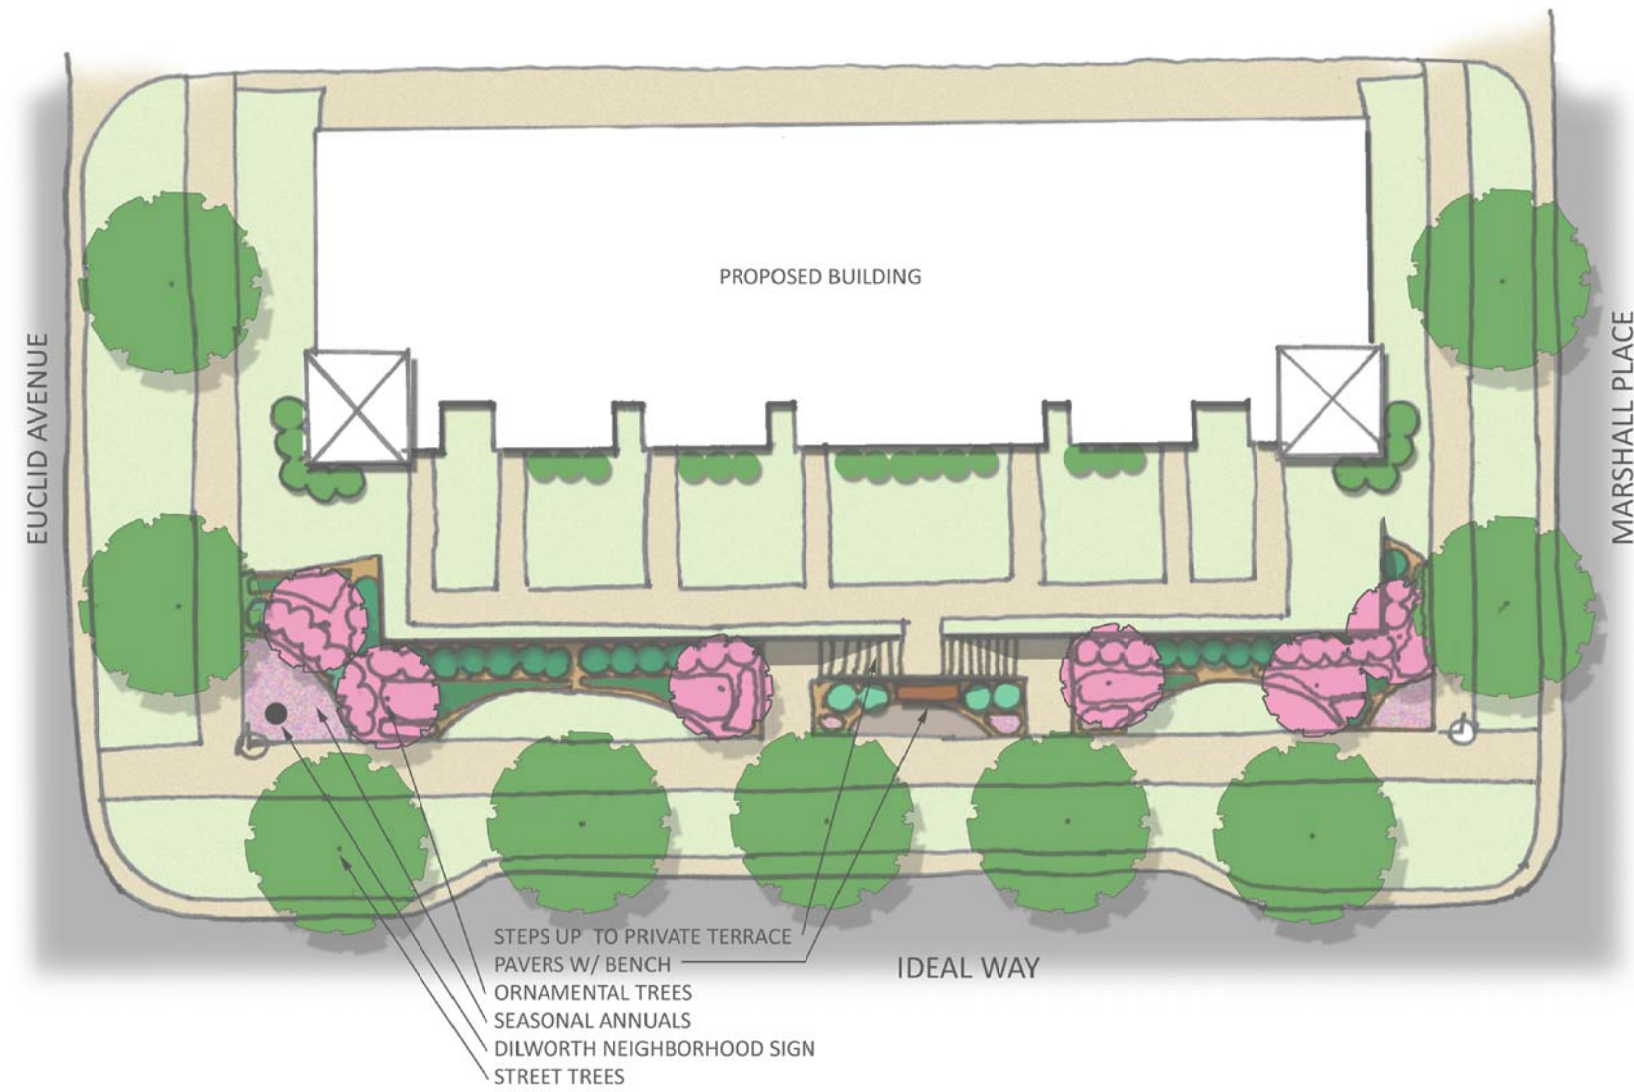 PROPOSED BUILDING
EUCLID AVENUE
MARSHALL PLACE
STEPS UP TO PRIVATE TERRACE
PAVERS W/ BENCH
ORNAMENTAL TREES
SEASONAL ANNUALS
DILWORTH NEIGHBORHOOD SIGN
STREET TREES
IDEAL WAY